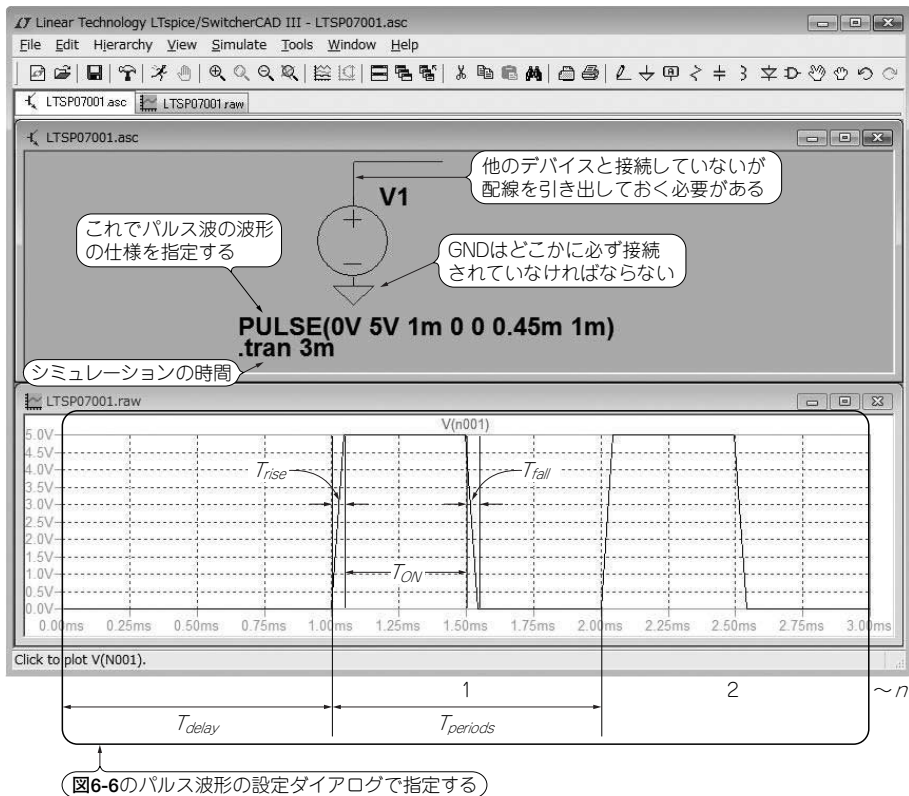 Linear Technology LTspice/SwitcherCAD III - LTSP07001.asc
File Edit Hierarchy View Simulate Tools Window Help
LTSP07001.asc LTSP07001.raw
LTSP07001.asc
他のデバイスと接続していないが
配線を引き出しておく必要がある
V1
これでパルス波の波形
の仕様を指定する
GNDはどこかに必ず接続
されていなければならない
PULSE(0V 5V 1m 0 0 0.45m 1m)
.tran 3m
シミュレーションの時間
LTSP07001.raw
V(n001)
5.0V
4.5V
4.0V
3.5V
3.0V
2.5V
2.0V
1.5V
1.0V
0.5V
0.0V
Trise
Tfall
TON
0.00ms 0.25ms 0.50ms 0.75ms 1.00ms 1.25ms 1.50ms 1.75ms 2.00ms 2.25ms 2.50ms 2.75ms 3.00ms
Click to plot V(N001).
1 2 ～n
Tdelay Tperiods
図6-6のパルス波形の設定ダイアログで指定する